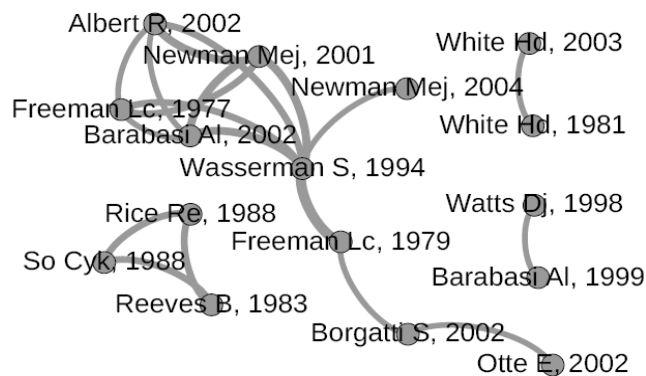 Albert R, 2002
Newman Mej, 2001
White Hd, 2003
Newman Mej, 2004
Freeman Lc, 1977
White Hd, 1981
Barabasi Al, 2002
Wasserman S, 1994
Rice Re, 1988
Watts Dj, 1998
Freeman Lc, 1979
So Cyk, 1988
Barabasi Al, 1999
Reeves B, 1983
Borgatti S, 2002
Otte E, 2002